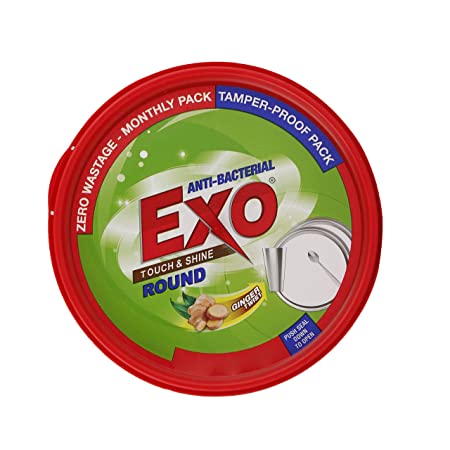 ZERO WASTAGE - MONTHLY PACK
TAMPER-PROOF PACK
ANTI-BACTERIAL
EXO®
TOUCH & SHINE
ROUND
GINGER
TWIST
PUSH SEAL
DOWN
TO OPEN